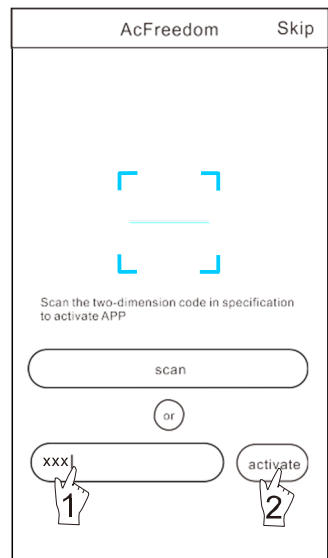 AcFreedom Skip
Scan the two-dimension code in specification
to activate APP
scan
or
xxx activate
1 2